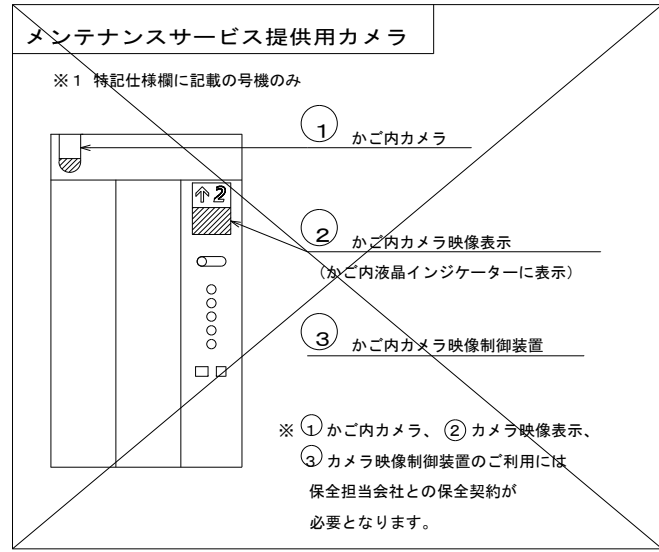 メンテナンスサービス提供用カメラ
※1 特記仕様欄に記載の号機のみ
① かご内カメラ
↑2
② かご内カメラ映像表示
(かご内液晶インジケーターに表示)
③ かご内カメラ映像制御装置
※ ①かご内カメラ、②カメラ映像表示、
③カメラ映像制御装置のご利用には
保全担当会社との保全契約が
必要となります。